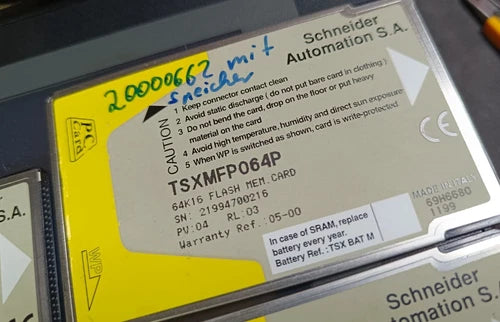 20000662 mit
speicher
Schneider
Automation S.A.
PC
Card
CAUTION
1 Keep connector contact clean
2 Avoid static discharge ( do not put bare card in clothing )
3 Do not bend the card, drop on the floor or put heavy
material on the card
4 Avoid high temperature, humidity and direct sun exposure
5 When WP is switched as shown, card is write-protected
TSXMFP064P
64K16 FLASH MEM.CARD
SN: 21994700216
PV:04 RL:03
Warranty Ref.:05-00
WP
In case of SRAM, replace
battery every year.
Battery Ref.: TSX BAT M
CE
MADE IN ITALY
69H6680
1199
S.A.
Schneider
Automation S.A.